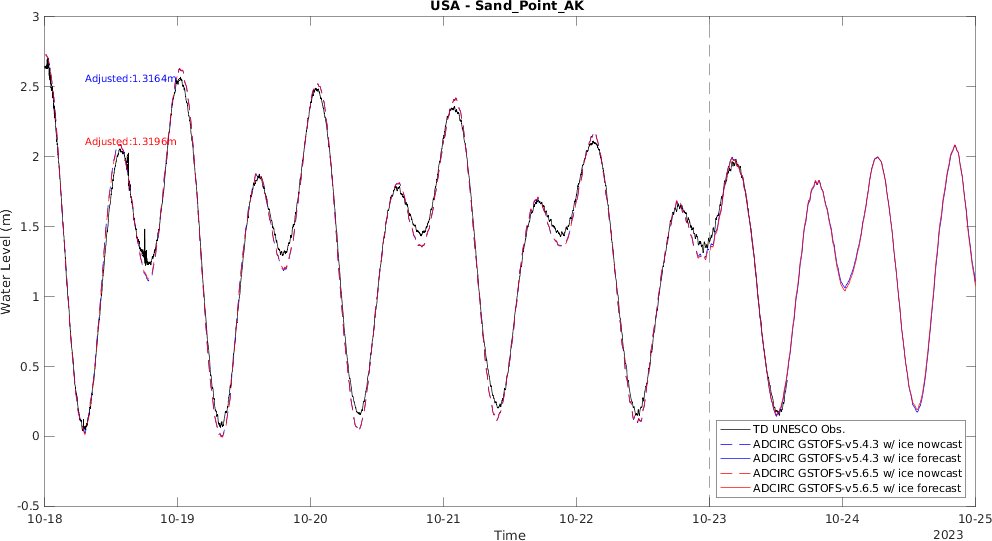 USA - Sand_Point_AK
3
2.5
2
1.5
1
0.5
0
-0.5
Water Level (m)
Adjusted:1.3164m
Adjusted:1.3196m
TD UNESCO Obs.
ADCIRC GSTOFS-v5.4.3 w/ ice nowcast
ADCIRC GSTOFS-v5.4.3 w/ ice forecast
ADCIRC GSTOFS-v5.6.5 w/ ice nowcast
ADCIRC GSTOFS-v5.6.5 w/ ice forecast
10-18 10-19 10-20 10-21 10-22 10-23 10-24 10-25
Time
2023